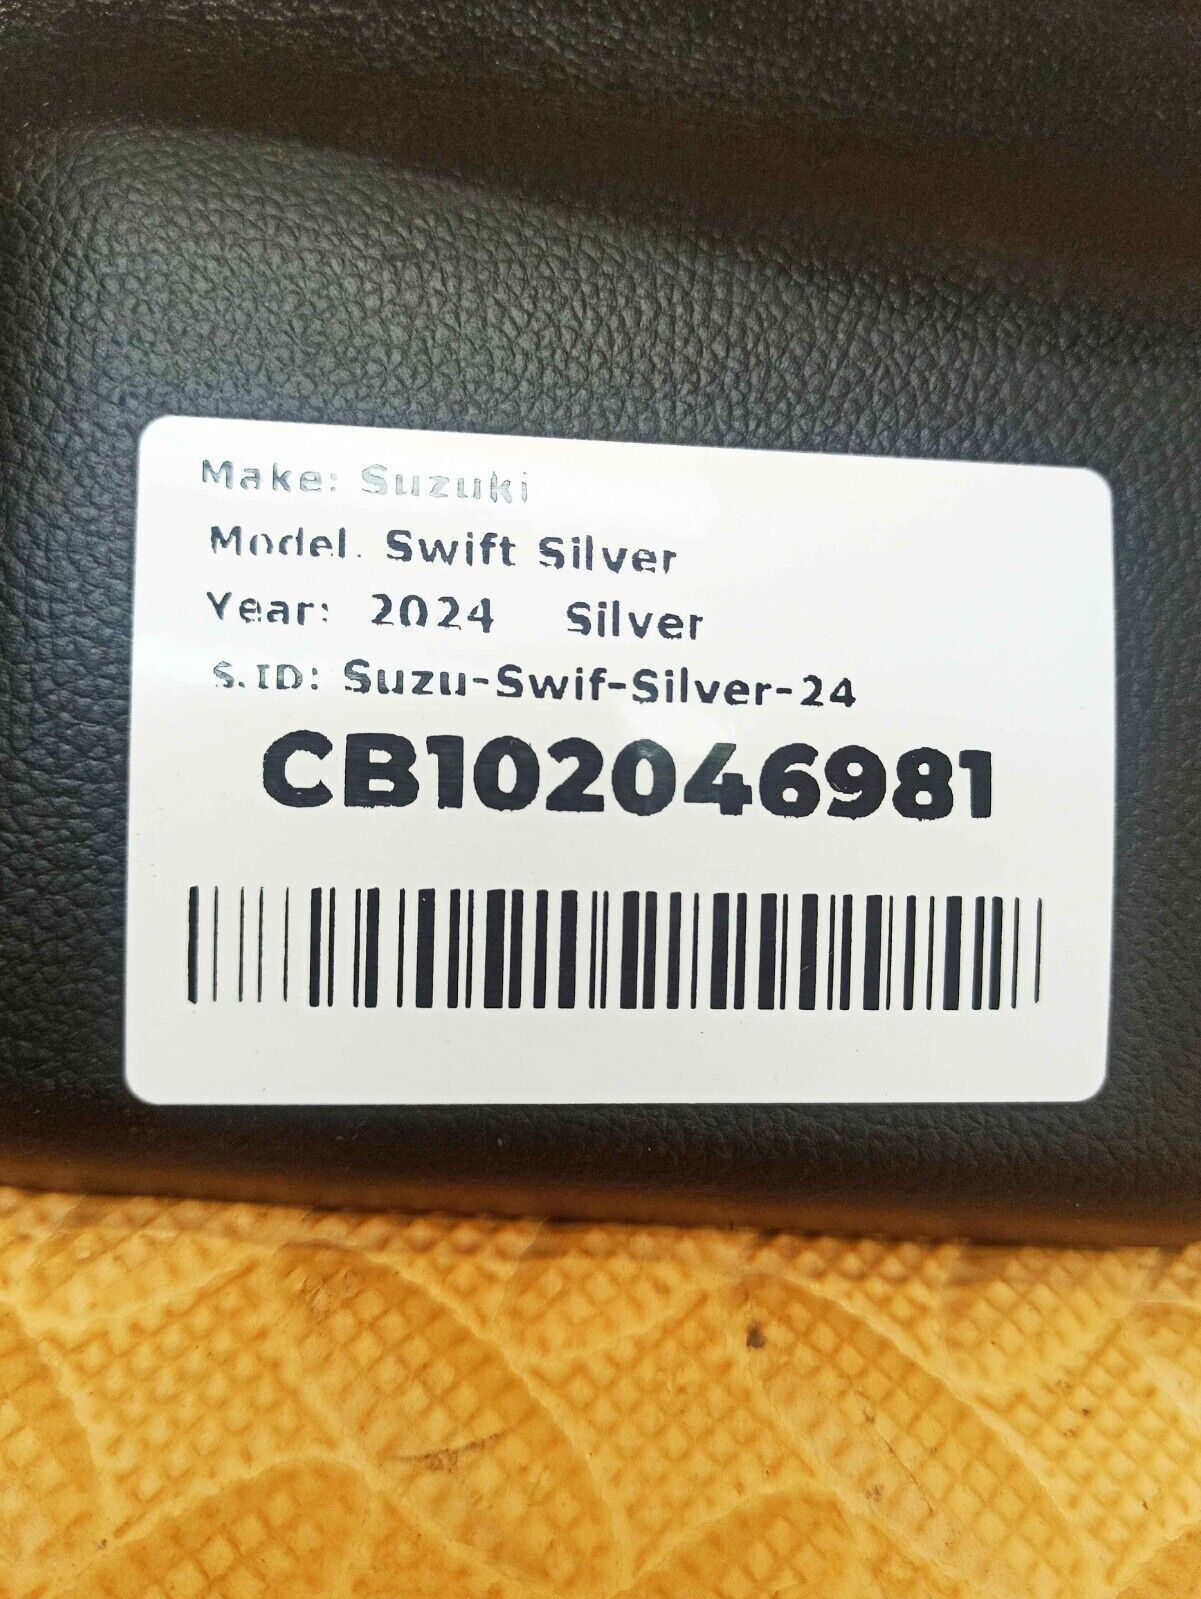 Make: Suzuki
Model: Swift Silver
Year: 2024 Silver
S.ID: Suzu-Swif-Silver-24
CB102046981